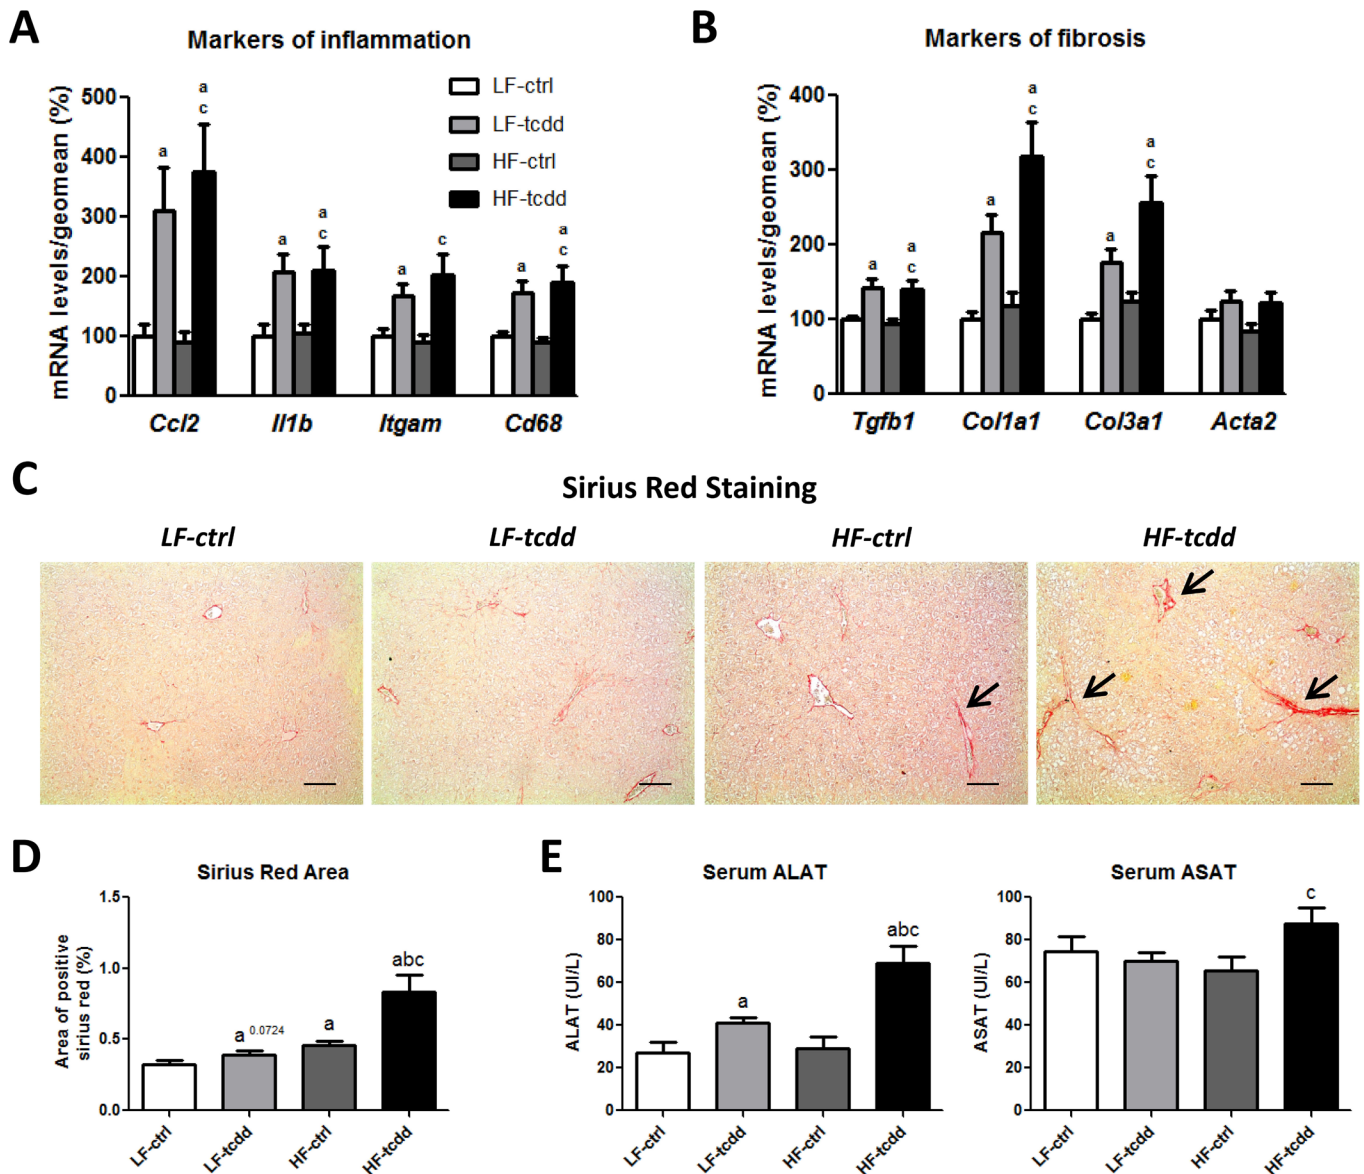 A
Markers of inflammation
mRNA levels/geomean (%)
500
400
300
200
100
0
a
a
c
a
a
c
a
c
a
a
c
LF-ctrl
LF-tcdd
HF-ctrl
HF-tcdd
Ccl2 Il1b Itgam Cd68
B
Markers of fibrosis
mRNA levels/geomean (%)
400
300
200
100
0
a
a
c
a
a
c
a
a
c
Tgfb1 Col1a1 Col3a1 Acta2
C
Sirius Red Staining
LF-ctrl LF-tcdd HF-ctrl HF-tcdd
D
Sirius Red Area
Area of positive
sirius red (%)
1.5
1.0
0.5
0.0
a 0.0724
a
abc
LF-ctrl
LF-tcdd
HF-ctrl
HF-tcdd
E
Serum ALAT
ALAT (UI/L)
100
80
60
40
20
0
a
abc
LF-ctrl
LF-tcdd
HF-ctrl
HF-tcdd
Serum ASAT
ASAT (UI/L)
100
80
60
40
20
0
c
LF-ctrl
LF-tcdd
HF-ctrl
HF-tcdd